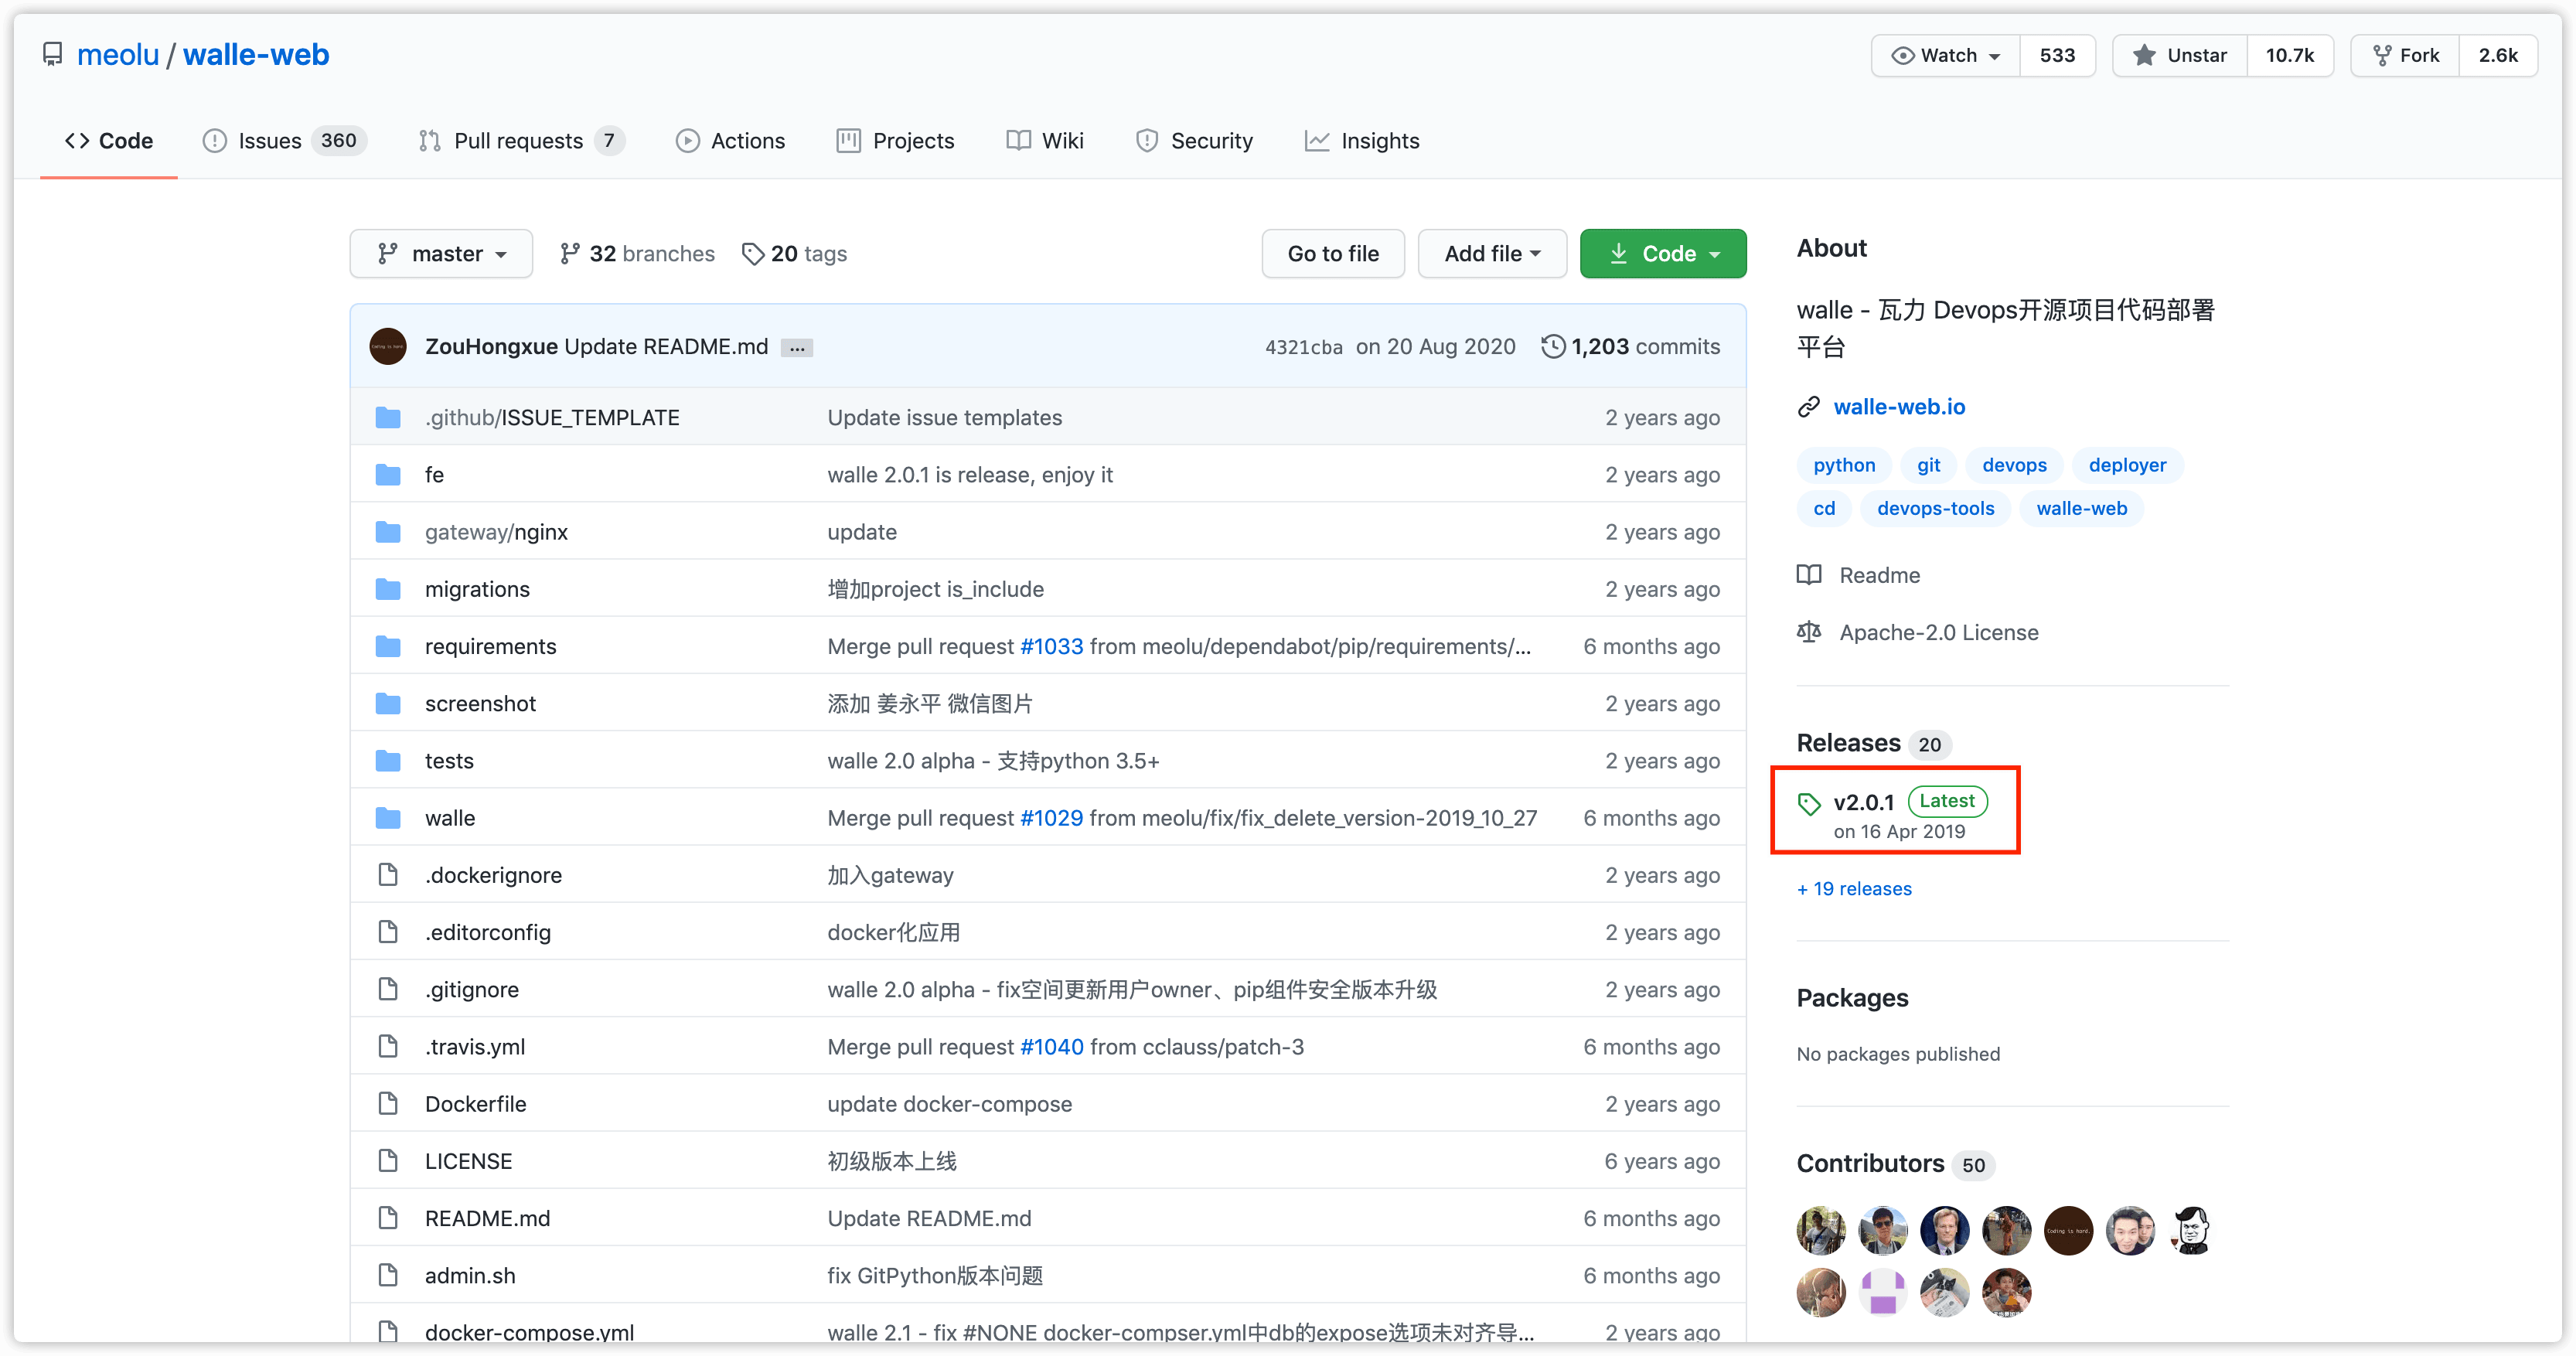 meolu / walle-web
Watch 533
Unstar 10.7k
Fork 2.6k
Code
Issues 360
Pull requests 7
Actions
Projects
Wiki
Security
Insights
master
32 branches
20 tags
Go to file
Add file
Code
ZouHongxue Update README.md ...
4321cba on 20 Aug 2020
1,203 commits
.github/ISSUE_TEMPLATE Update issue templates 2 years ago
fe walle 2.0.1 is release, enjoy it 2 years ago
gateway/nginx update 2 years ago
migrations 增加project is_include 2 years ago
requirements Merge pull request #1033 from meolu/dependabot/pip/requirements/... 6 months ago
screenshot 添加 姜永平 微信图片 2 years ago
tests walle 2.0 alpha - 支持python 3.5+ 2 years ago
walle Merge pull request #1029 from meolu/fix/fix_delete_version-2019_10_27 6 months ago
.dockerignore 加入gateway 2 years ago
.editorconfig docker化应用 2 years ago
.gitignore walle 2.0 alpha - fix空间更新用户owner、pip组件安全版本升级 2 years ago
.travis.yml Merge pull request #1040 from cclauss/patch-3 6 months ago
Dockerfile update docker-compose 2 years ago
LICENSE 初级版本上线 6 years ago
README.md Update README.md 6 months ago
admin.sh fix GitPython版本问题 6 months ago
docker-compose.yml walle 2.1 - fix #NONE docker-compser.yml中db的expose选项未对齐导... 2 years ago
About
walle - 瓦力 Devops开源项目代码部署
平台
walle-web.io
python git devops deployer
cd devops-tools walle-web
Readme
Apache-2.0 License
Releases 20
v2.0.1 Latest
on 16 Apr 2019
+ 19 releases
Packages
No packages published
Contributors 50
Coding is hard.